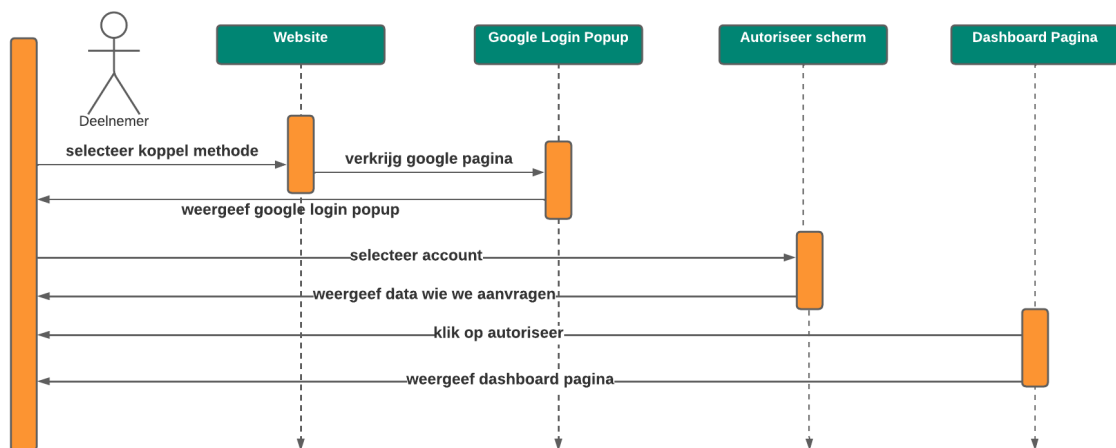 Website
Google Login Popup
Autoriseer scherm
Dashboard Pagina
Deelnemer
selecteer koppel methode
verkrijg google pagina
weergeef google login popup
selecteer account
weergeef data wie we aanvragen
klik op autoriseer
weergeef dashboard pagina